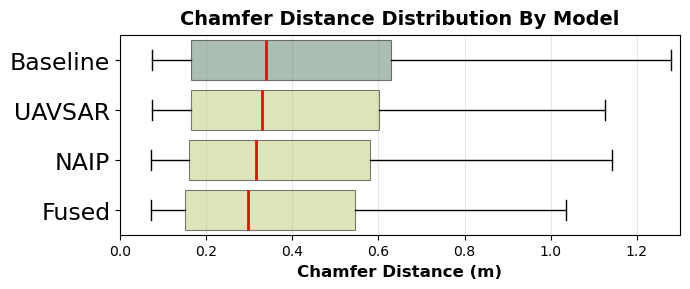 Chamfer Distance Distribution By Model
Baseline
UAVSAR
NAIP
Fused
0.0 0.2 0.4 0.6 0.8 1.0 1.2
Chamfer Distance (m)